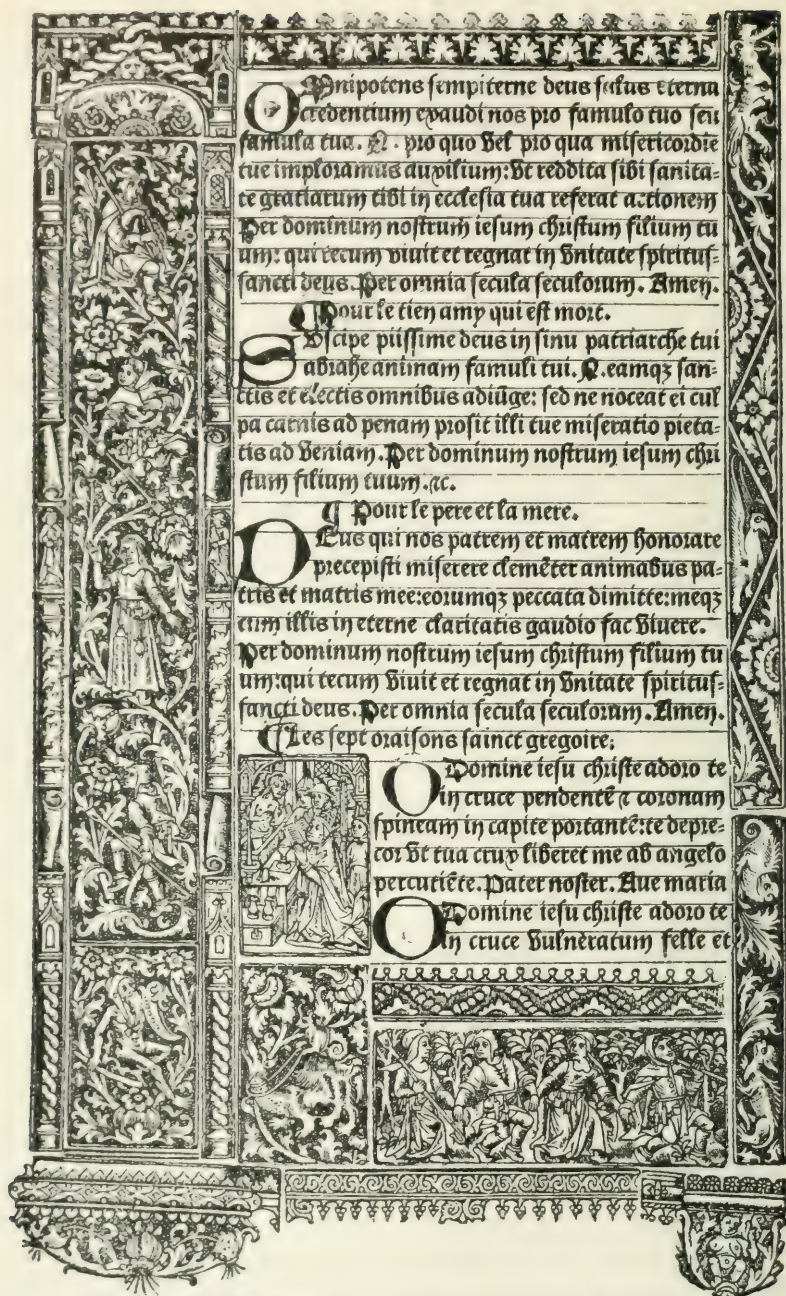 OMnipotens sempiterne deus salus eterna
credentium exaudi nos pro famulo tuo seu
famula tua. N. pro quo vel pro qua misericordie
tue imploramus auxilium: vt reddita sibi sanita-
te gratiarum tibi in ecclesia tua referat actionem
Per dominum nostrum iesum christum filium tu
um: qui tecum viuit et regnat in vnitate spiritus-
sancti deus. Per omnia secula seculorum. Amen.
¶ Pour le tien amy qui est mort.
SVscipe piissime deus in sinu patriarche tui
abrahe animam famuli tui. N. eamqz san-
ctis et electis omnibus adiūge: sed ne noceat ei cul
pa carnis ad penam prosit illi tue miseratio pieta-
tis ad veniam. Per dominum nostrum iesum chri
stum filium tuum. ⁊c.
¶ Pour le pere et la mere.
DEus qui nos patrem et matrem honorare
precepisti miserere clemēter animabus pa-
tris et matris mee: eorumqz peccata dimitte: meqz
cum illis in eterne claritatis gaudio fac viuere.
Per dominum nostrum iesum christum filium tu
um: qui tecum viuit et regnat in vnitate spiritus-
sancti deus. Per omnia secula seculorum. Amen.
¶ Les sept oraisons sainct gregoire:
O Domine iesu christe adoro te
in cruce pendentē ⁊ coronam
spineam in capite portantē: te depre-
cor vt tua crux liberet me ab angelo
percutiēte. Pater noster. Aue maria
O Domine iesu christe adoro te
in cruce vulneratum felle et